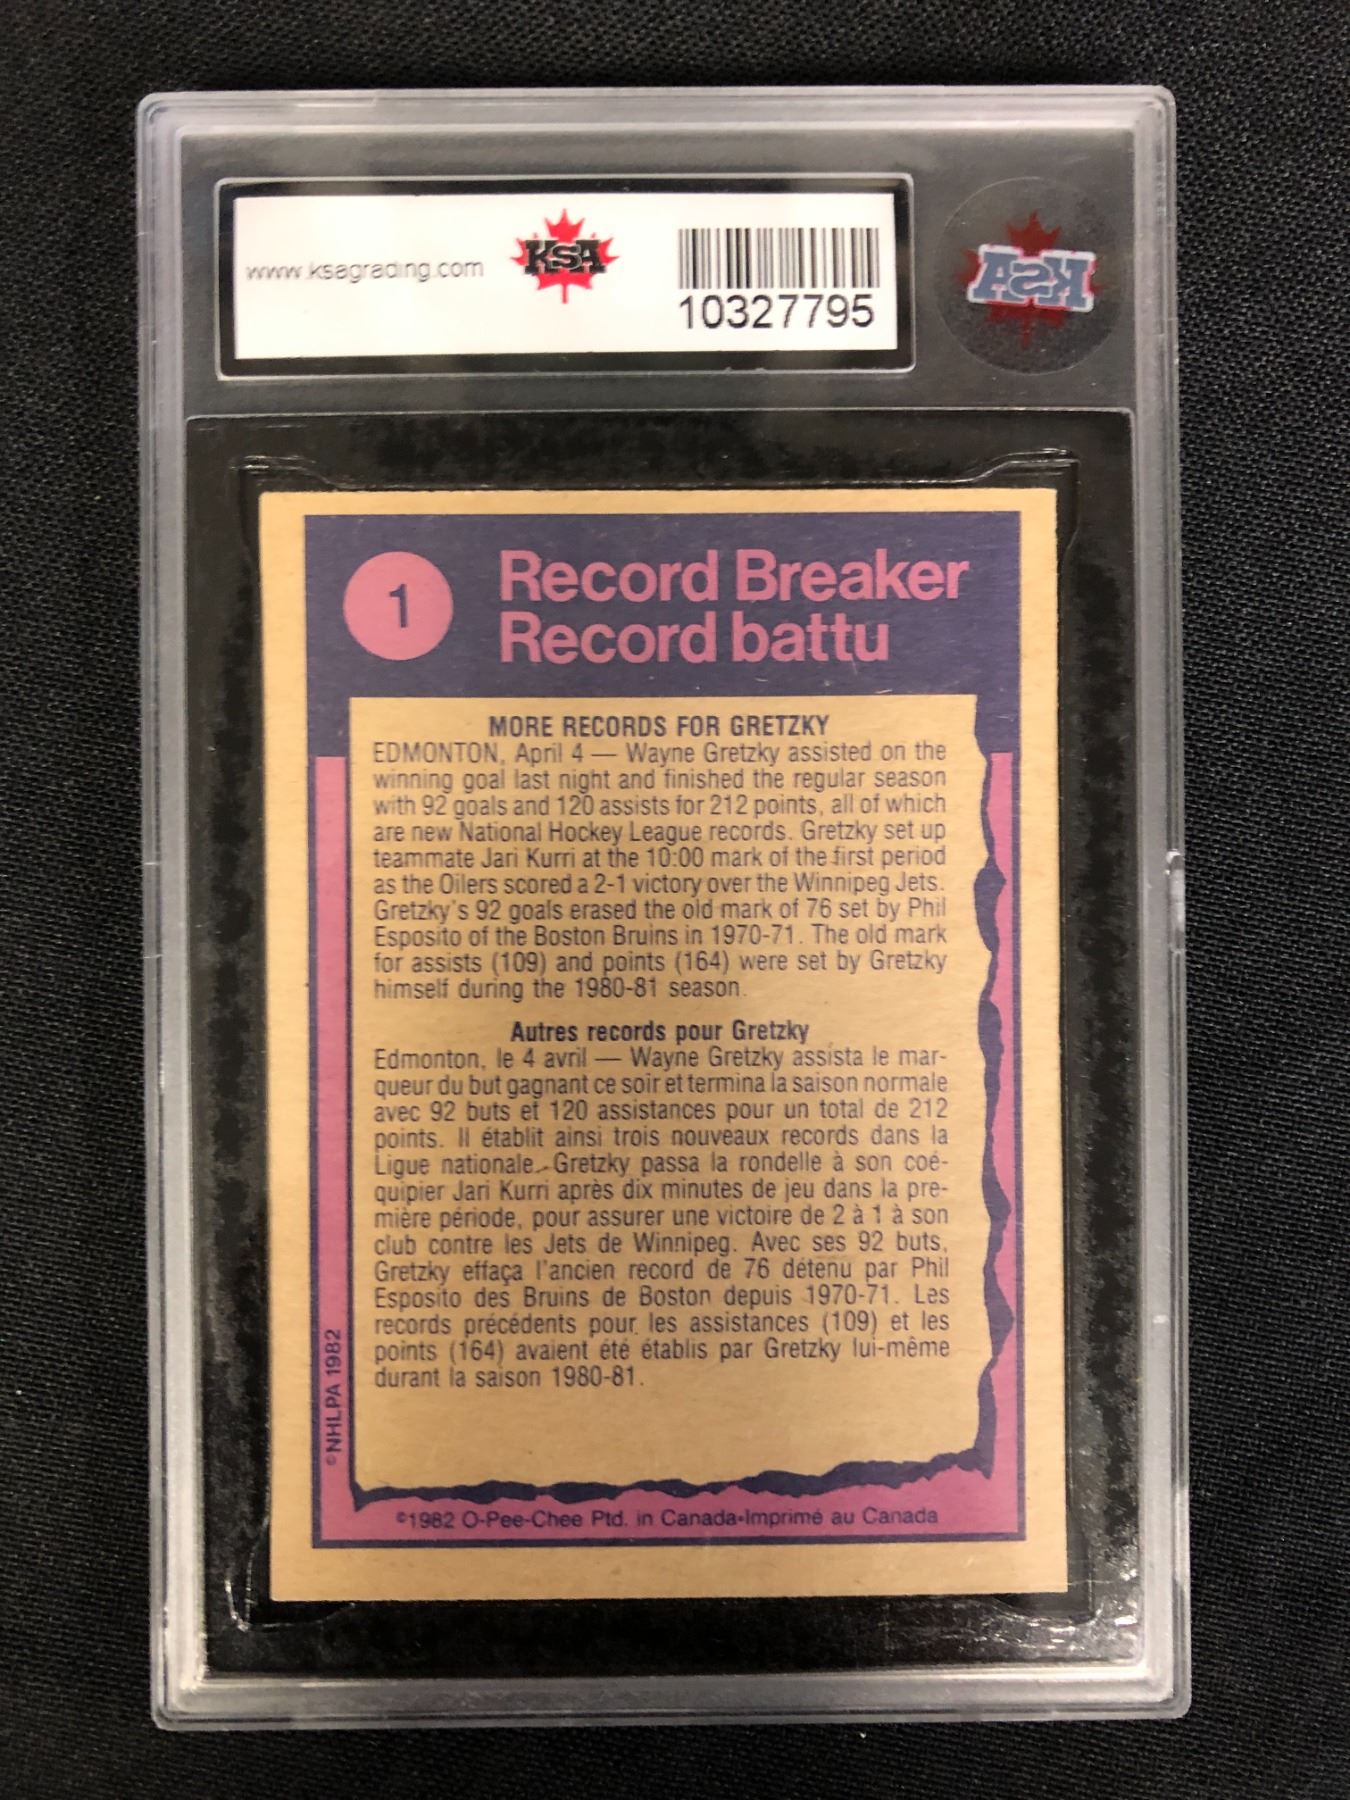 www.ksagrading.com
KSA
10327795
KSA
1
Record Breaker
Record battu
MORE RECORDS FOR GRETZKY
EDMONTON, April 4 — Wayne Gretzky assisted on the
winning goal last night and finished the regular season
with 92 goals and 120 assists for 212 points, all of which
are new National Hockey League records. Gretzky set up
teammate Jari Kurri at the 10:00 mark of the first period
as the Oilers scored a 2-1 victory over the Winnipeg Jets.
Gretzky's 92 goals erased the old mark of 76 set by Phil
Esposito of the Boston Bruins in 1970-71. The old mark
for assists (109) and points (164) were set by Gretzky
himself during the 1980-81 season.
Autres records pour Gretzky
Edmonton, le 4 avril — Wayne Gretzky assista le mar-
queur du but gagnant ce soir et termina la saison normale
avec 92 buts et 120 assistances pour un total de 212
points. Il établit ainsi trois nouveaux records dans la
Ligue nationale. Gretzky passa la rondelle à son coé-
quipier Jari Kurri après dix minutes de jeu dans la pre-
mière période, pour assurer une victoire de 2 à 1 à son
club contre les Jets de Winnipeg. Avec ses 92 buts,
Gretzky effaça l'ancien record de 76 détenu par Phil
Esposito des Bruins de Boston depuis 1970-71. Les
records précédents pour les assistances (109) et les
points (164) avaient été établis par Gretzky lui-même
durant la saison 1980-81.
©NHLPA 1982
©1982 O-Pee-Chee Ptd. in Canada•Imprimé au Canada